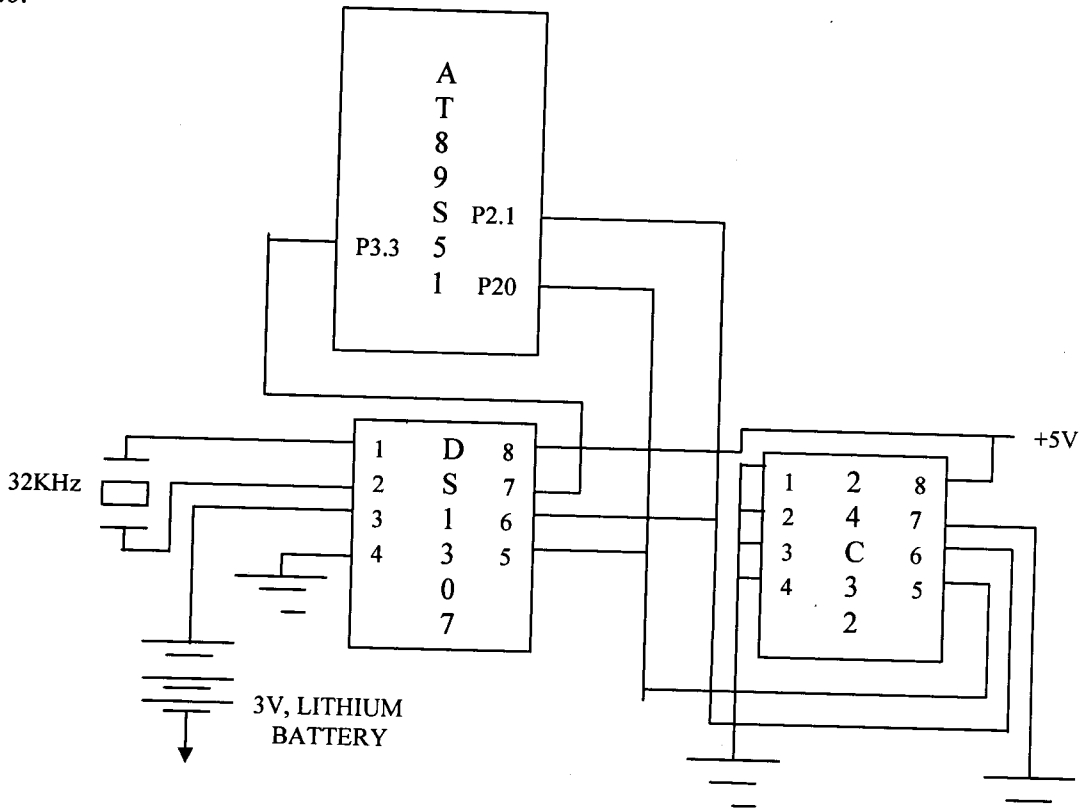 A
T
8
9
S P2.1
P3.3 5
1 P20
1 D 8
2 S 7
3 1 6
4 3 5
0
7
32KHz
+5V
1 2 8
2 4 7
3 C 6
4 3 5
2
3V, LITHIUM
BATTERY